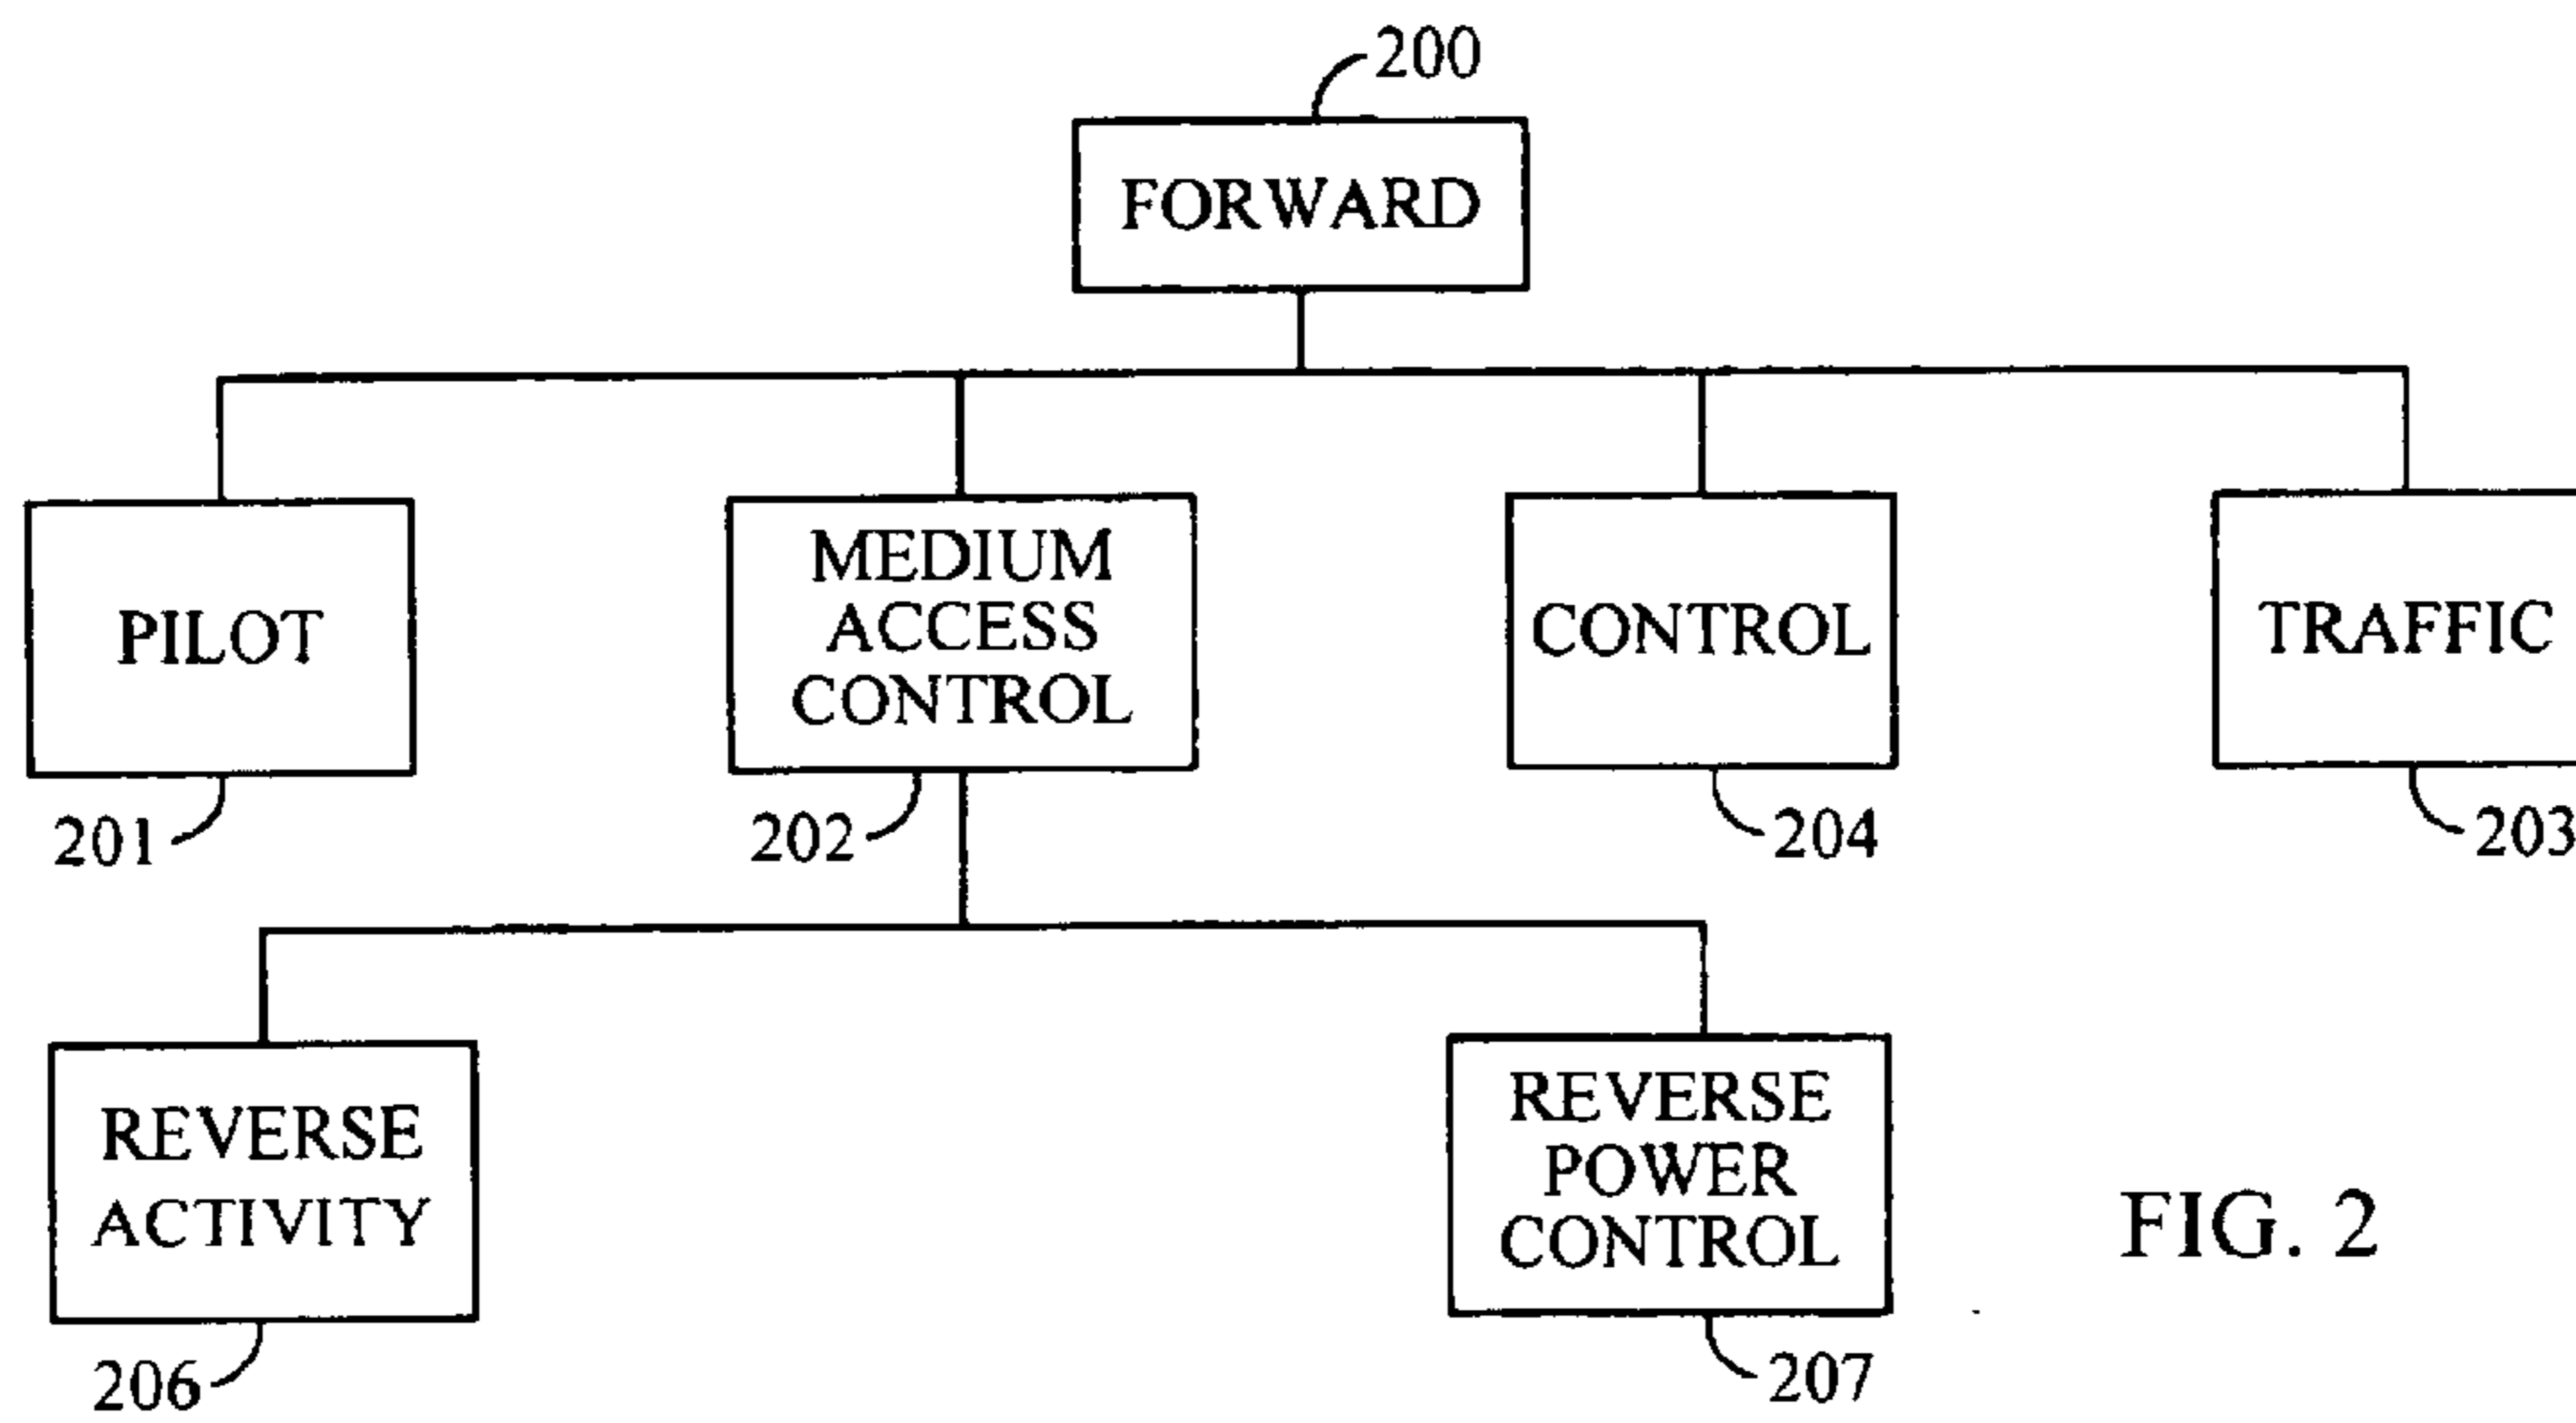 200
FORWARD
PILOT
MEDIUM
ACCESS
CONTROL
CONTROL
TRAFFIC
201
202
204
203
REVERSE
ACTIVITY
REVERSE
POWER
CONTROL
206
207
FIG. 2